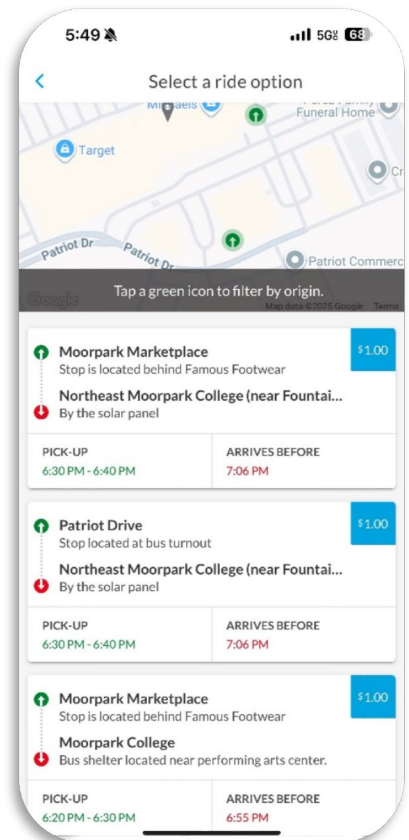 5:49
5G
68
Select a ride option
Michaels
Funeral Home
Target
Patriot Dr
Patriot Dr
Patriot Commerc
Tap a green icon to filter by origin.
Google
Map data ©2025 Google Terms
Moorpark Marketplace
$1.00
Stop is located behind Famous Footwear
Northeast Moorpark College (near Fountai...
By the solar panel
PICK-UP
ARRIVES BEFORE
6:30 PM - 6:40 PM
7:06 PM
Patriot Drive
$1.00
Stop located at bus turnout
Northeast Moorpark College (near Fountai...
By the solar panel
PICK-UP
ARRIVES BEFORE
6:30 PM - 6:40 PM
7:06 PM
Moorpark Marketplace
$1.00
Stop is located behind Famous Footwear
Moorpark College
Bus shelter located near performing arts center.
PICK-UP
ARRIVES BEFORE
6:20 PM - 6:30 PM
6:55 PM